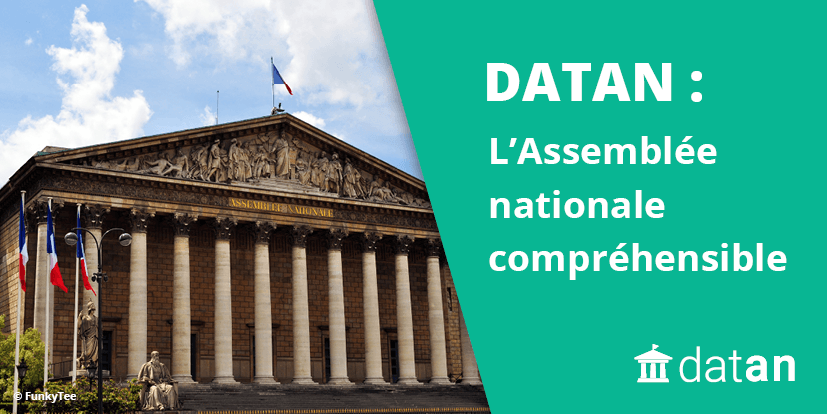 DATAN :
L’Assemblée
nationale
compréhensible
ASSEMBLÉE NATIONALE
© FunkyTee
datan